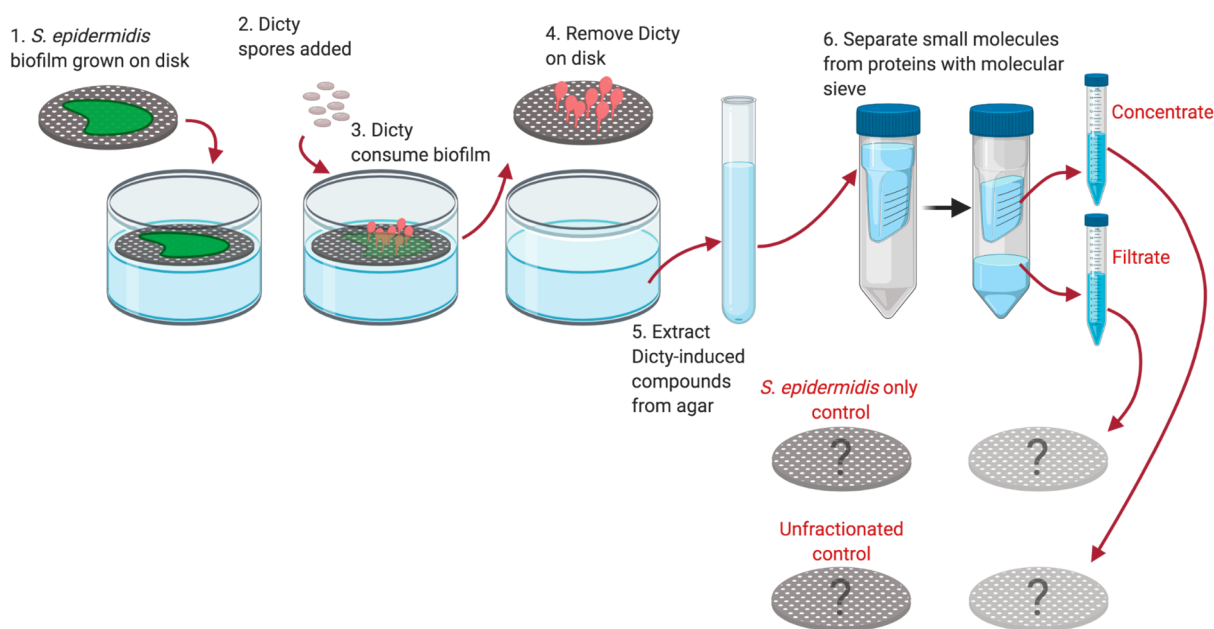 1. S. epidermidis
biofilm grown on disk
2. Dicty
spores added
3. Dicty
consume biofilm
4. Remove Dicty
on disk
5. Extract
Dicty-induced
compounds
from agar
6. Separate small molecules
from proteins with molecular
sieve
Concentrate
Filtrate
S. epidermidis only
control
?
?
Unfractionated
control
?
?